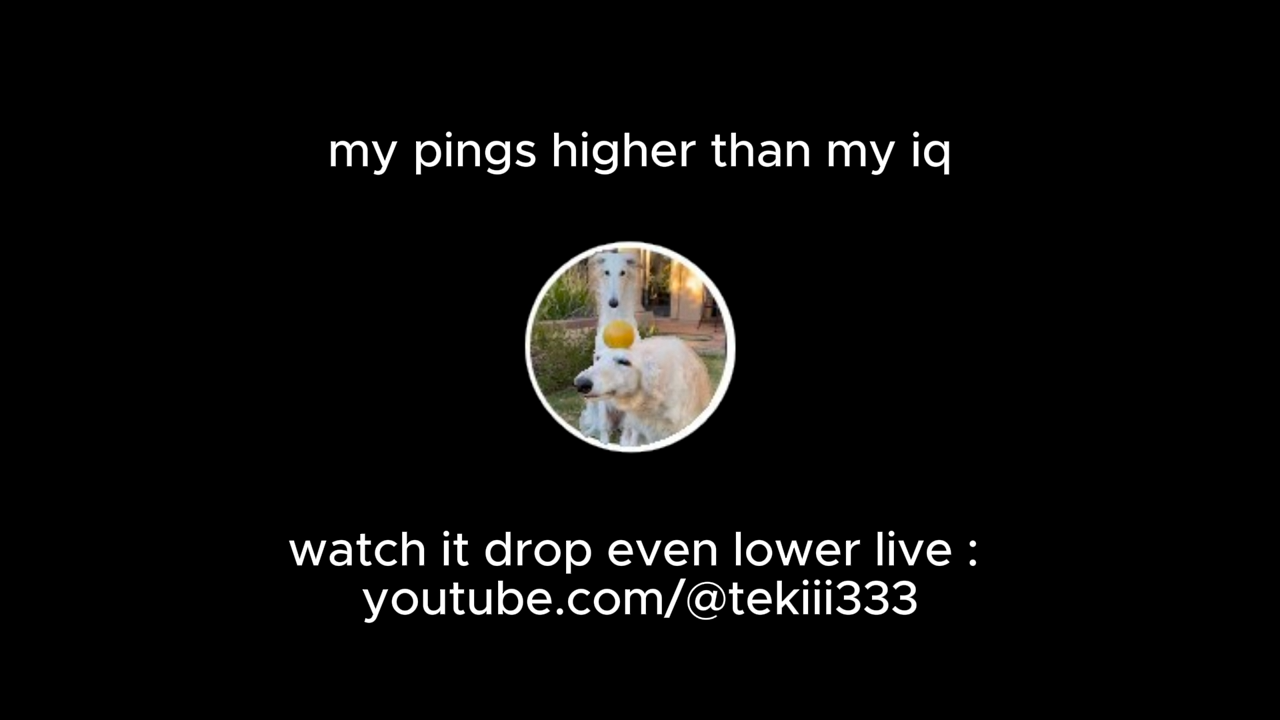 my pings higher than my iq
watch it drop even lower live :
youtube.com/@tekiii333